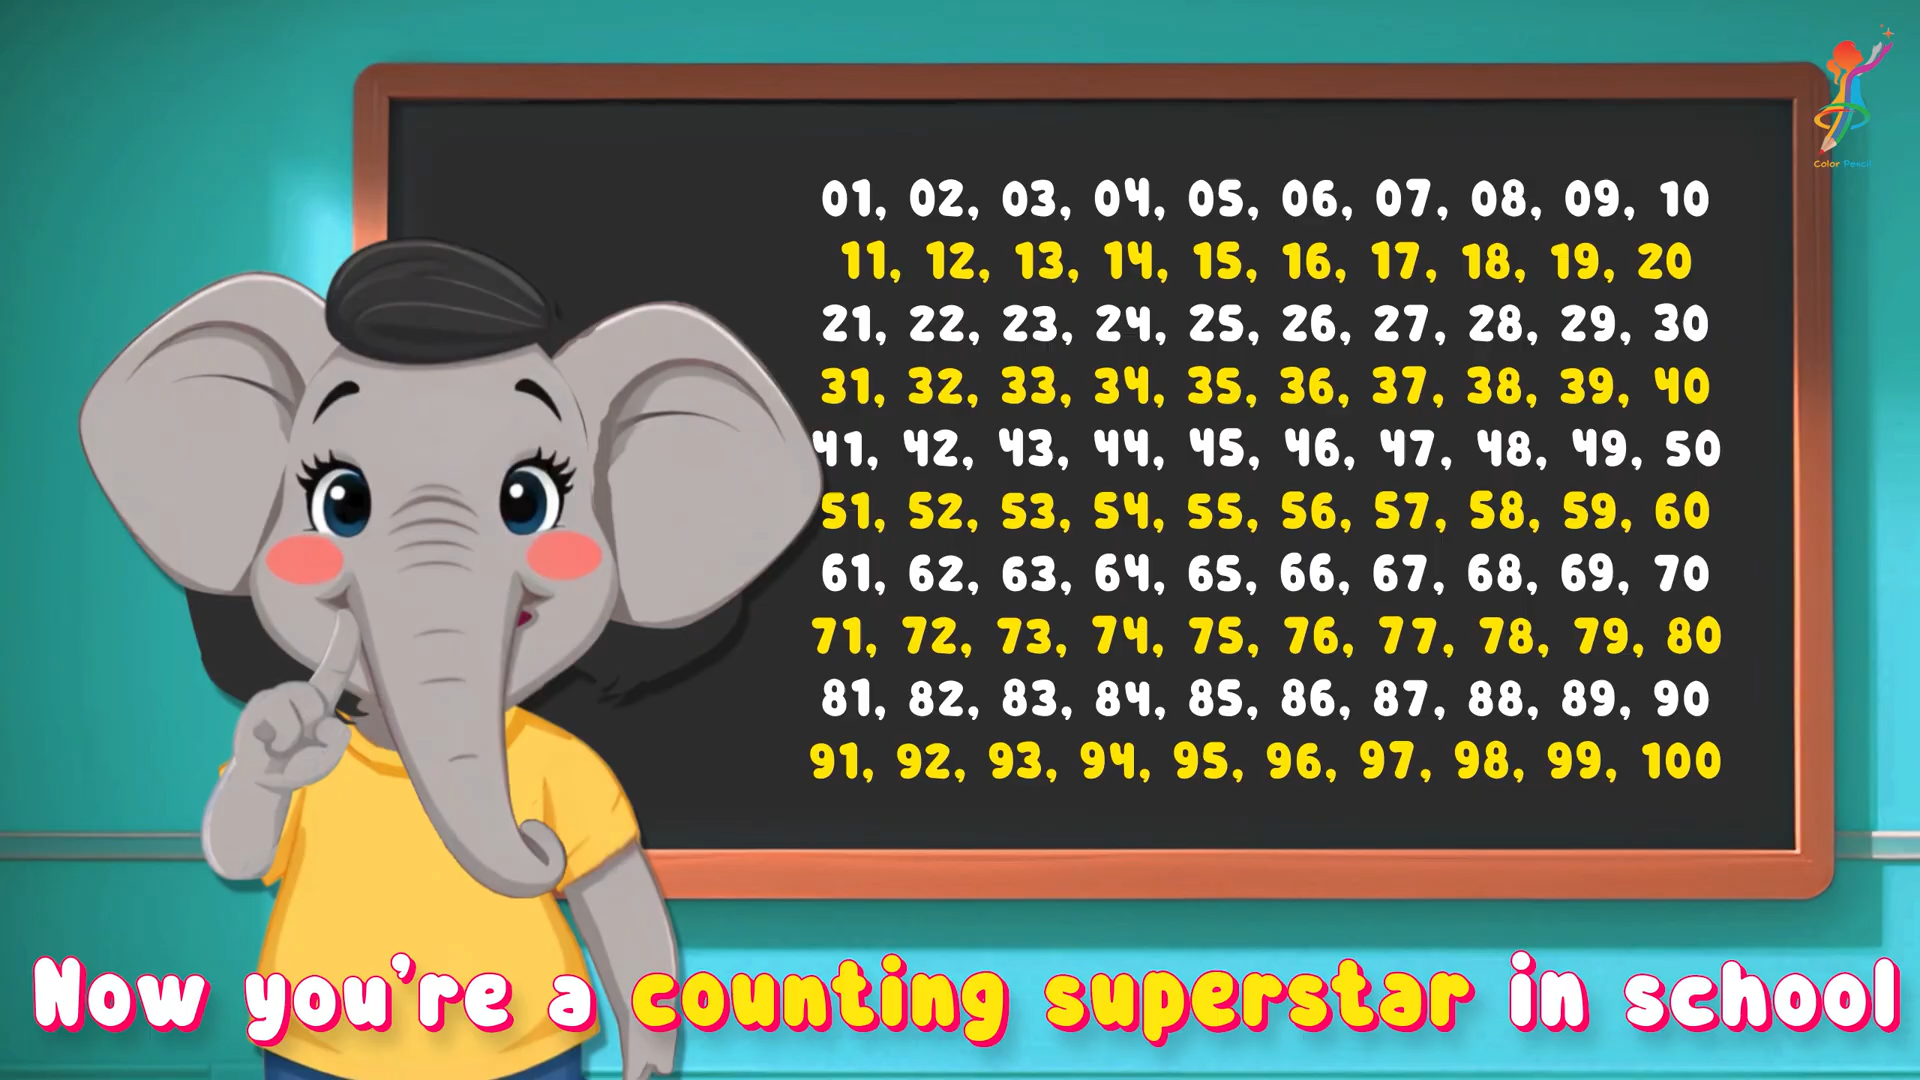 Color Pencil
01, 02, 03, 04, 05, 06, 07, 08, 09, 10
11, 12, 13, 14, 15, 16, 17, 18, 19, 20
21, 22, 23, 24, 25, 26, 27, 28, 29, 30
31, 32, 33, 34, 35, 36, 37, 38, 39, 40
41, 42, 43, 44, 45, 46, 47, 48, 49, 50
51, 52, 53, 54, 55, 56, 57, 58, 59, 60
61, 62, 63, 64, 65, 66, 67, 68, 69, 70
71, 72, 73, 74, 75, 76, 77, 78, 79, 80
81, 82, 83, 84, 85, 86, 87, 88, 89, 90
91, 92, 93, 94, 95, 96, 97, 98, 99, 100
Now you're a counting superstar in school